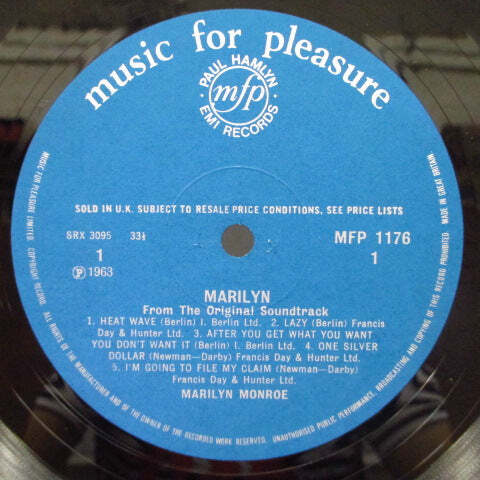 music for pleasure
PAUL HAMLYN
mfp
EMI RECORDS
SOLD IN U.K. SUBJECT TO RESALE PRICE CONDITIONS, SEE PRICE LISTS
SRX 3095 33⅓ MFP 1176
1 1
Ⓟ1963
MARILYN
From The Original Soundtrack
1. HEAT WAVE (Berlin) I. Berlin Ltd. 2. LAZY (Berlin) Francis
Day & Hunter Ltd. 3. AFTER YOU GET WHAT YOU WANT
YOU DON'T WANT IT (Berlin) I. Berlin Ltd. 4. ONE SILVER
DOLLAR (Newman—Darby) Francis Day & Hunter Ltd.
5. I'M GOING TO FILE MY CLAIM (Newman—Darby)
Francis Day & Hunter Ltd.
MARILYN MONROE
MUSIC FOR PLEASURE LIMITED. COPYRIGHT RECORD. ALL RIGHTS OF THE MANUFACTURER AND OF THE OWNER OF THE RECORDED WORK RESERVED. UNAUTHORISED PUBLIC PERFORMANCE, BROADCASTING AND COPYING OF THIS RECORD PROHIBITED. MADE IN GREAT BRITAIN.